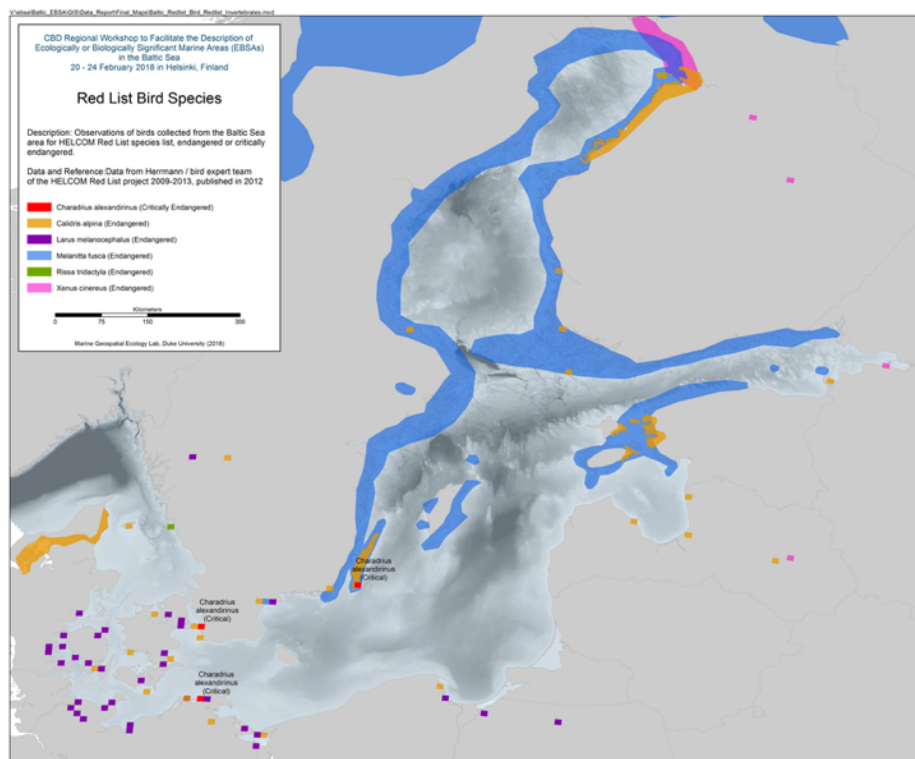 V:\ebsa\Baltic_EBSA\GIS\Data_Report\Final_Maps\Baltic_Redlist_Bird_Redlist_Invertebrates.mxd
CBD Regional Workshop to Facilitate the Description of
Ecologically or Biologically Significant Marine Areas (EBSAs)
in the Baltic Sea
20 - 24 February 2018 in Helsinki, Finland
Red List Bird Species
Description: Observations of birds collected from the Baltic Sea
area for HELCOM Red List species list, endangered or critically
endangered.
Data and Reference:Data from Herrmann / bird expert team
of the HELCOM Red List project 2009-2013, published in 2012
Charadrius alexandrinus (Critically Endangered)
Calidris alpina (Endangered)
Larus melanocephalus (Endangered)
Melanitta fusca (Endangered)
Rissa tridactyla (Endangered)
Xenus cinereus (Endangered)
Kilometers
0 75 150 300
Marine Geospatial Ecology Lab, Duke University (2018)
Charadrius
alexandirinus
(Critical)
Charadrius
alexandirinus
(Critical)
Charadrius
alexandirinus
(Critical)